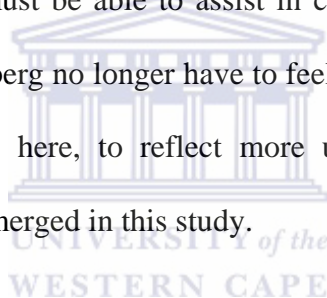 must be able to assist in c
berg no longer have to feel
here, to reflect more u
merged in this study.
UNIVERSITY of the
WESTERN CAPE